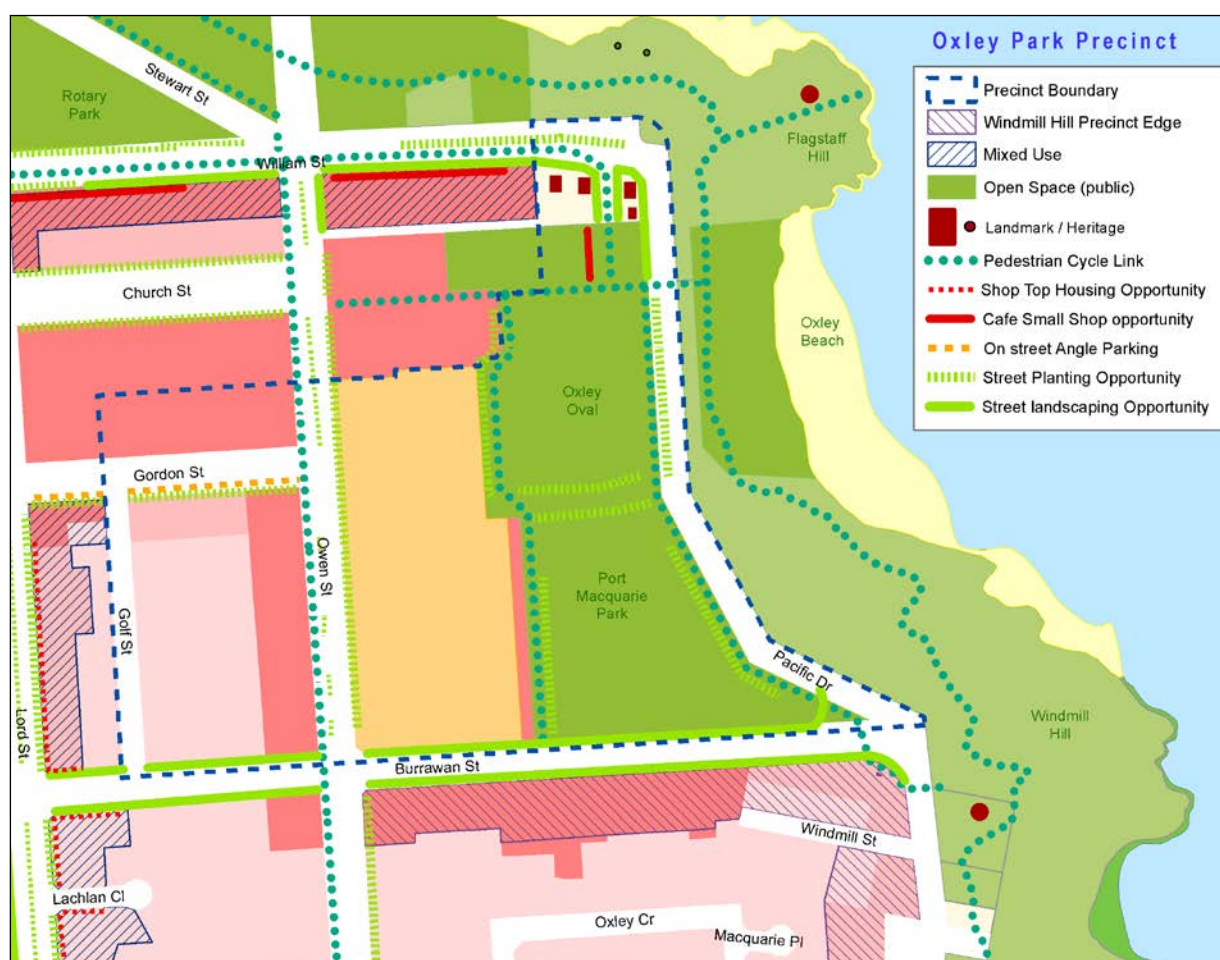 Oxley Park Precinct
Precinct Boundary
Windmill Hill Precinct Edge
Mixed Use
Open Space (public)
Landmark / Heritage
Pedestrian Cycle Link
Shop Top Housing Opportunity
Cafe Small Shop opportunity
On street Angle Parking
Street Planting Opportunity
Street landscaping Opportunity
Stewart St
Rotary
Park
Flagstaff
Hill
William St
Church St
Oxley
Beach
Oxley
Oval
Gordon St
Owen St
Port
Macquarie
Park
Golf St
Lord St
Pacific Dr
Windmill
Hill
Burrawan St
Windmill St
Lachlan Cl
Oxley Cr
Macquarie Pl